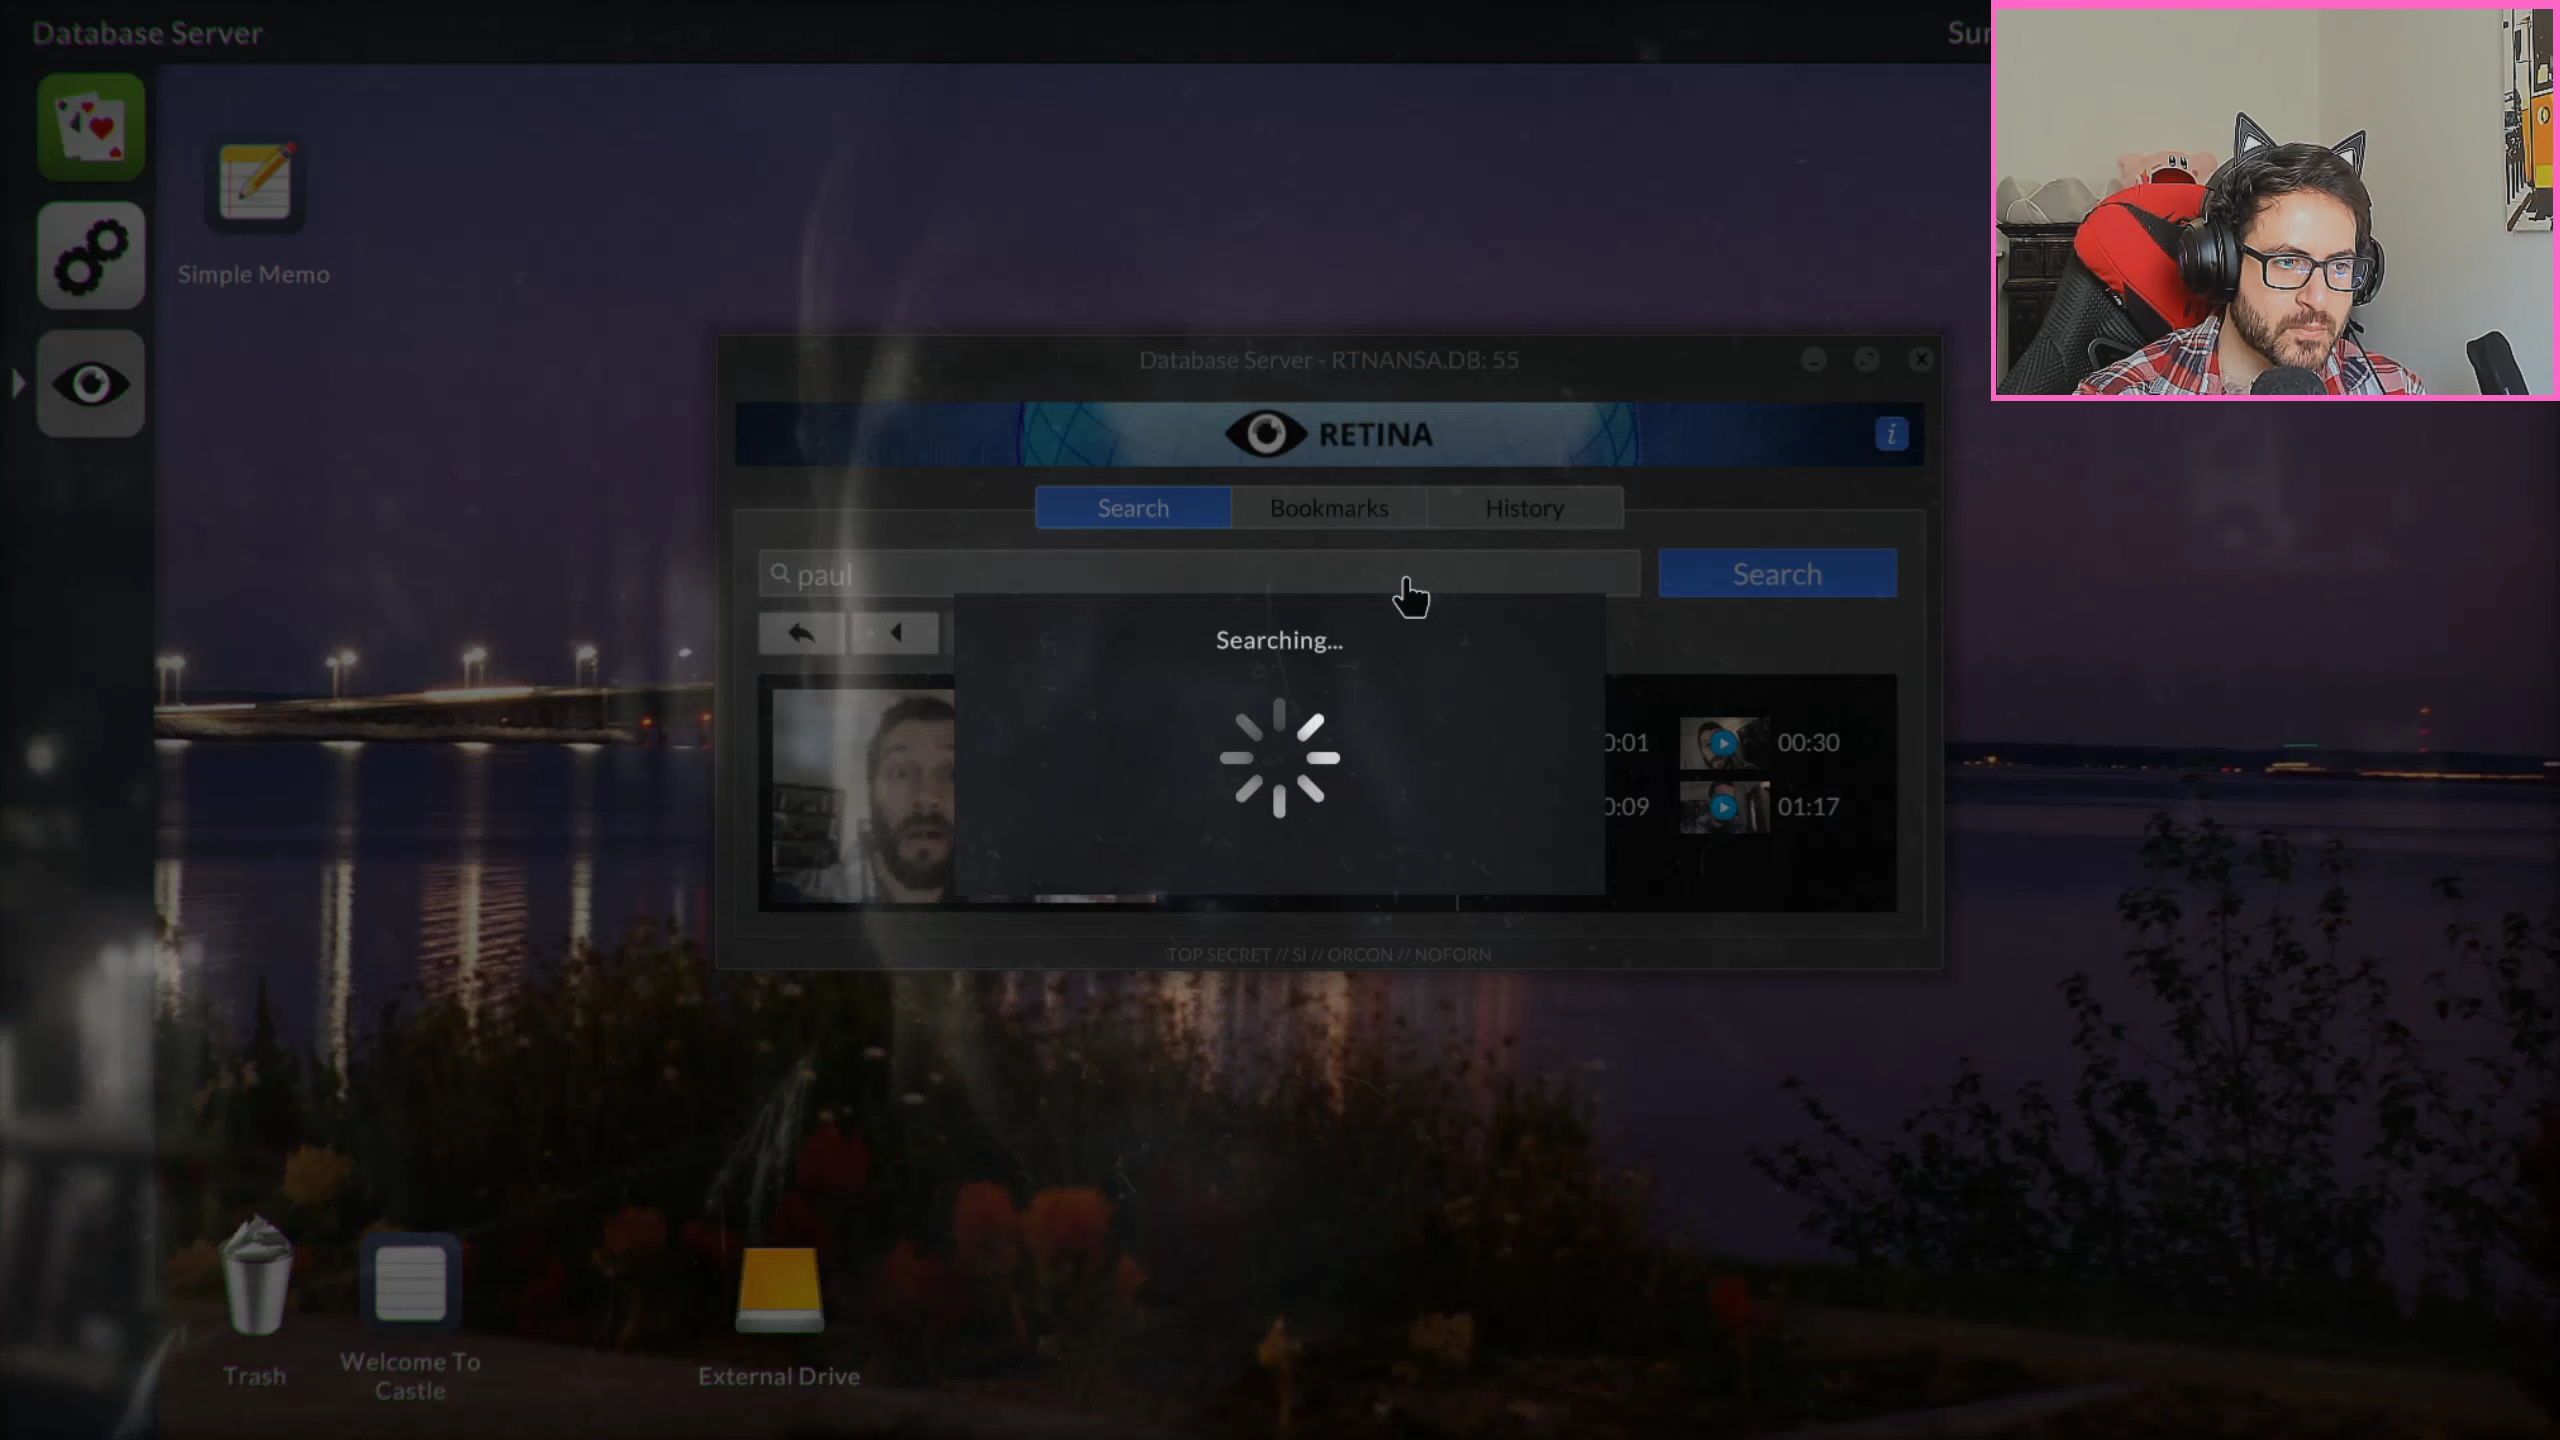 Database Server
Sun
Simple Memo
Database Server - RTNANSA.DB: 55
RETINA
i
Search
Bookmarks
History
paul
Search
Searching...
0:01
00:30
0:09
01:17
TOP SECRET // SI // ORCON // NOFORN
Trash
Welcome To
Castle
External Drive